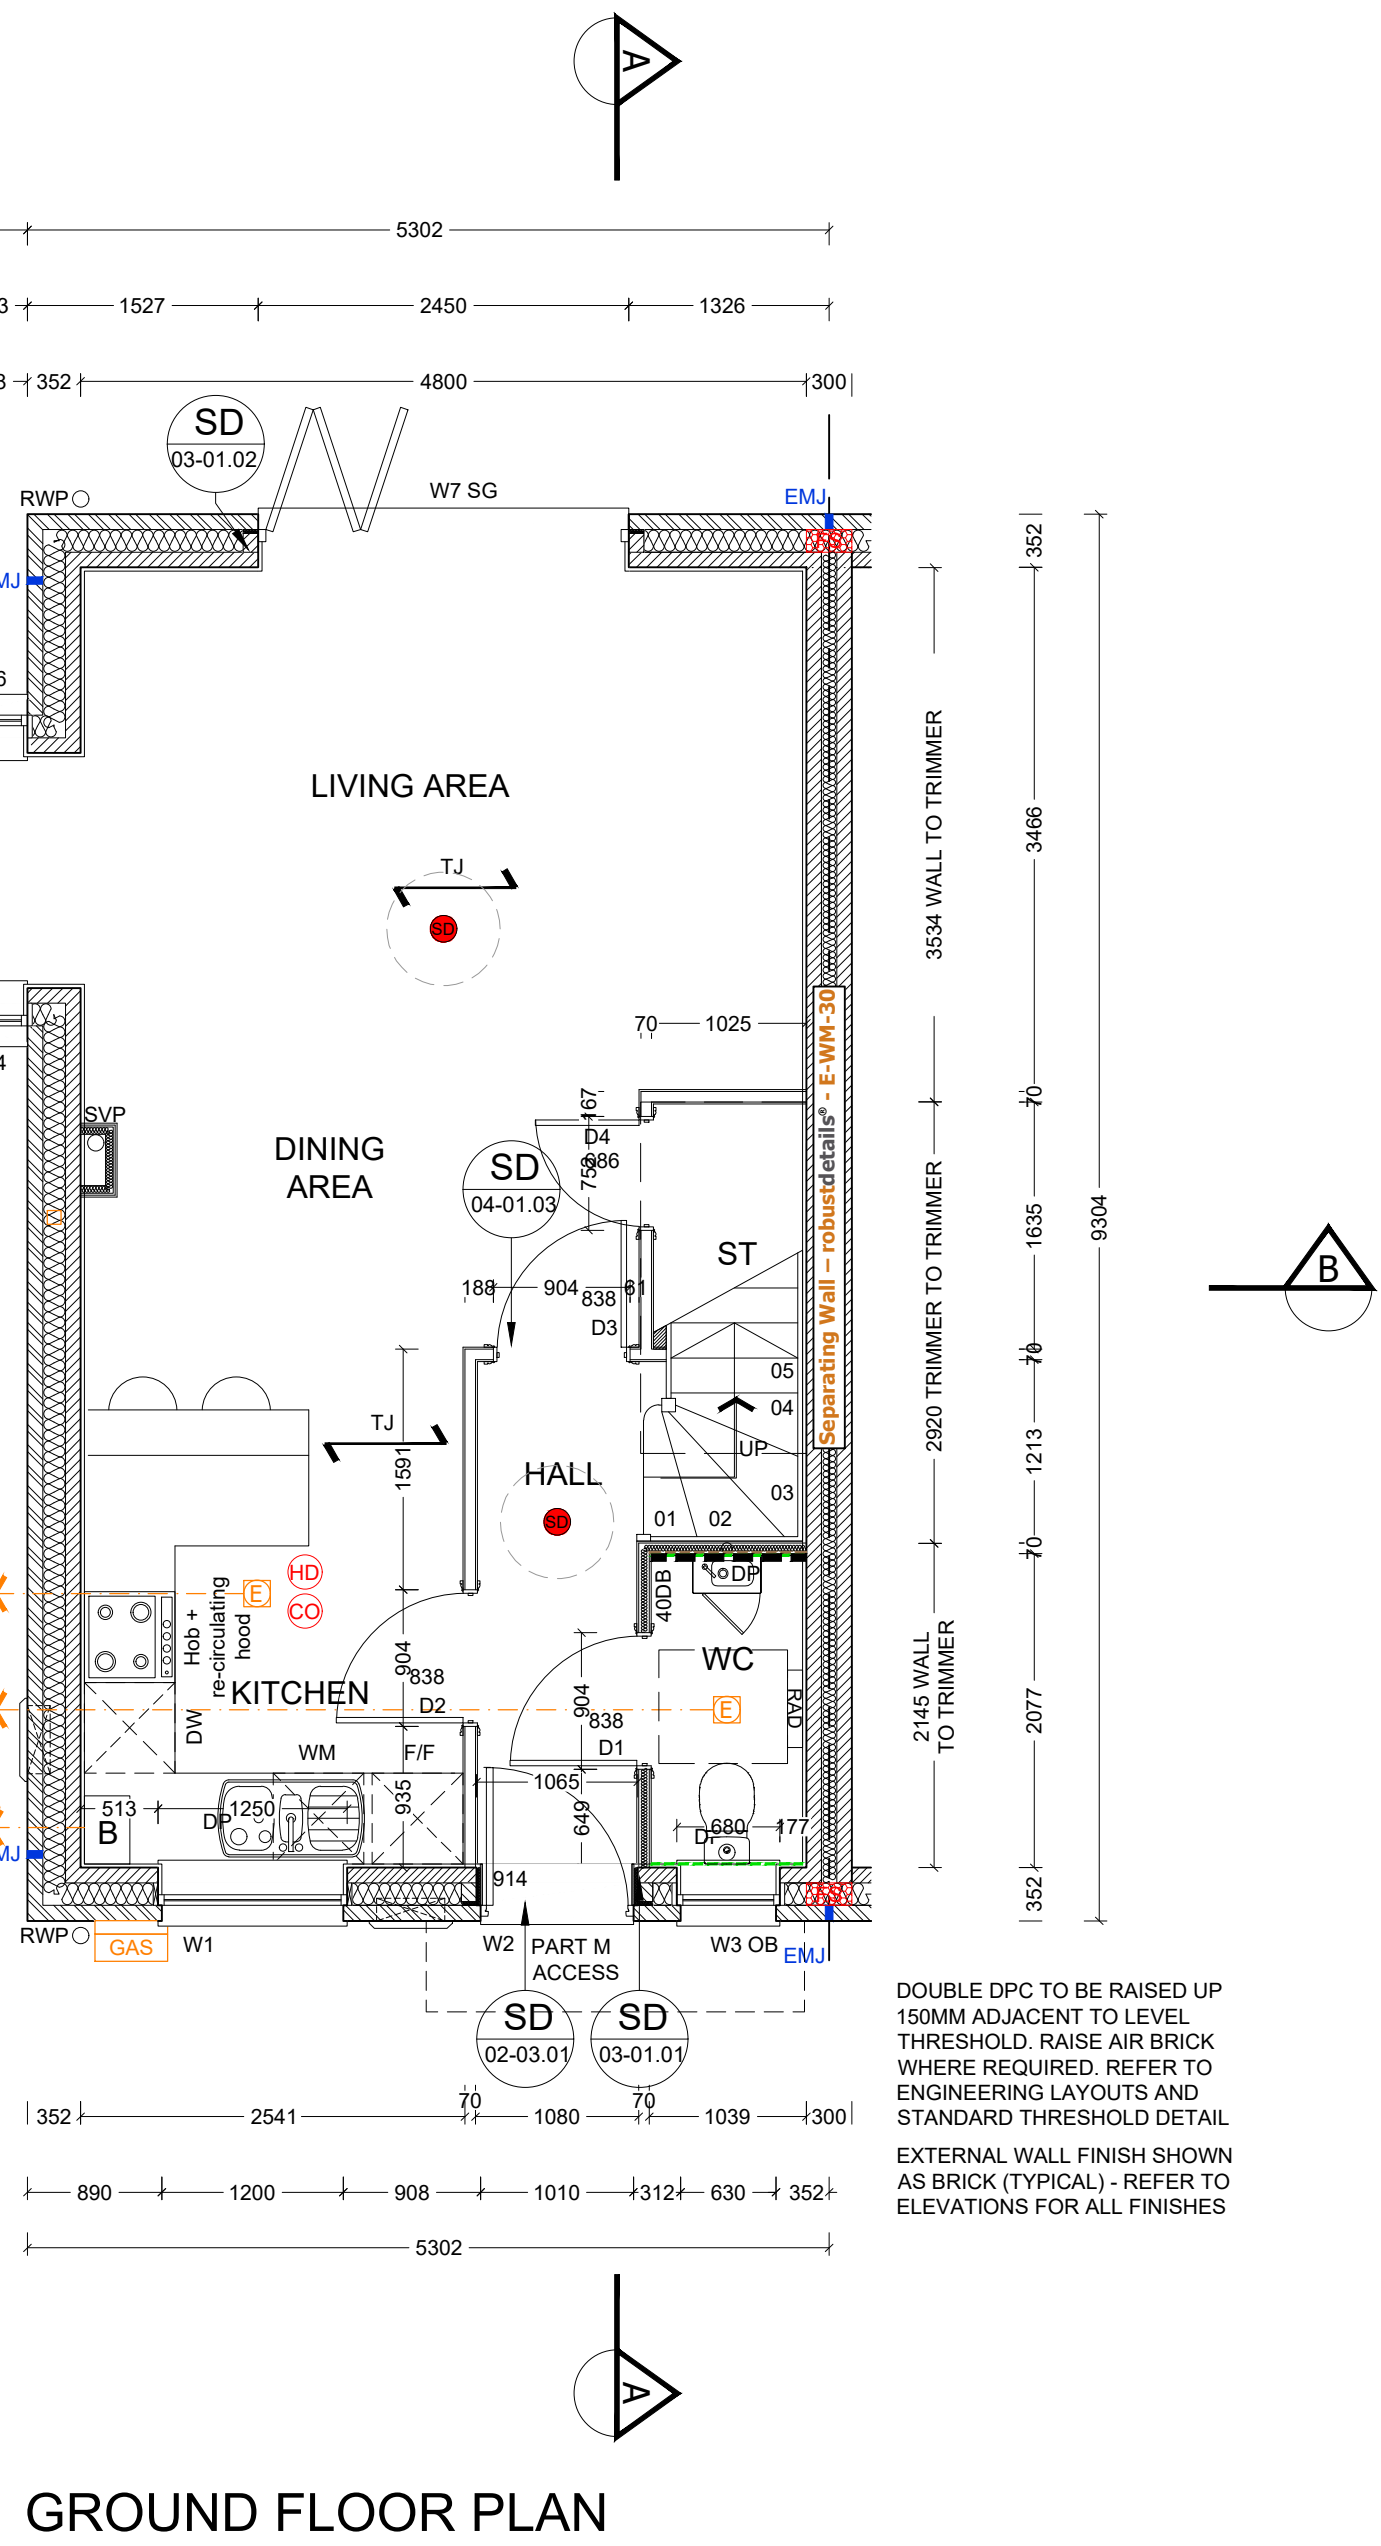 A
5302
1527
2450
1326
352
4800
300
SD
03-01.02
RWP
W7 SG
EMJ
352
LIVING AREA
TJ
SD
3534 WALL TO TRIMMER
3466
70
1025
167
70
SVP
D4
686
DINING
AREA
SD
04-01.03
ST
2920 TRIMMER TO TRIMMER
1635
9304
B
Separating Wall – robustdetails® - E-WM-30
188
904
61
838
D3
70
05
04
TJ
UP
1591
HALL
1213
03
01
02
SD
70
HD
CO
E
Hob +
re-circulating
hood
40DB
DP
WC
904
838
D2
KITCHEN
904
838
D1
E
RAD
2145 WALL
TO TRIMMER
2077
DW
WM
F/F
935
1065
649
513
1250
DP
B
680
177
914
352
RWP
GAS
W1
W2
PART M
ACCESS
W3 OB
EMJ
SD
02-03.01
SD
03-01.01
DOUBLE DPC TO BE RAISED UP
150MM ADJACENT TO LEVEL
THRESHOLD. RAISE AIR BRICK
WHERE REQUIRED. REFER TO
ENGINEERING LAYOUTS AND
STANDARD THRESHOLD DETAIL
EXTERNAL WALL FINISH SHOWN
AS BRICK (TYPICAL) - REFER TO
ELEVATIONS FOR ALL FINISHES
352
2541
70
1080
70
1039
300
890
1200
908
1010
312
630
352
5302
A
GROUND FLOOR PLAN